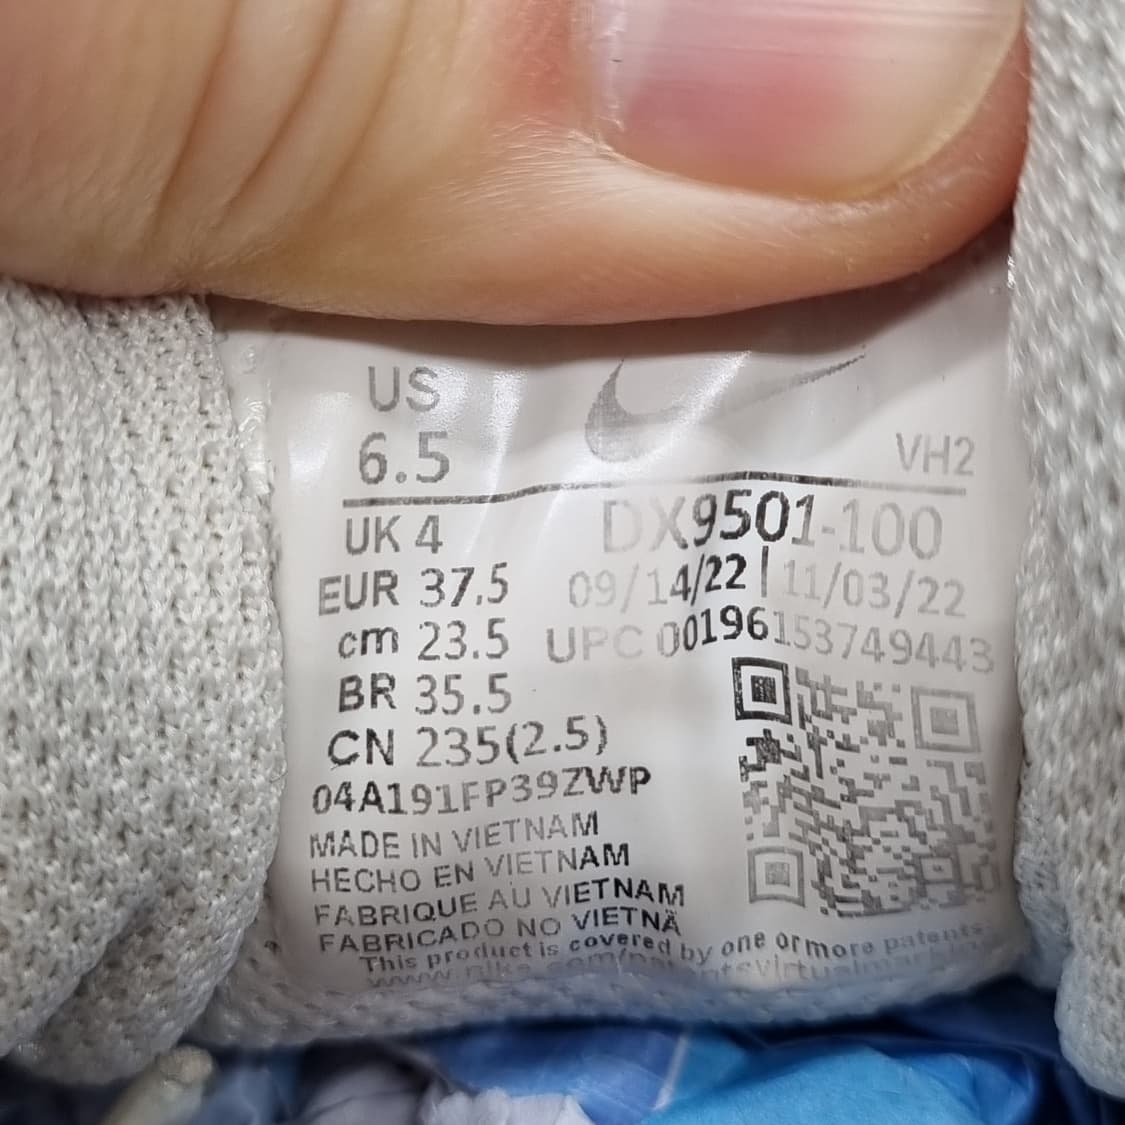 US
6.5
VH2
UK 4
DX9501-100
EUR 37.5
09/14/22 | 11/03/22
cm 23.5
UPC 00196153749443
BR 35.5
CN 235(2.5)
04A191FP39ZWP
MADE IN VIETNAM
HECHO EN VIETNAM
FABRIQUE AU VIETNAM
FABRICADO NO VIETNÃ
This product is covered by one or more patents